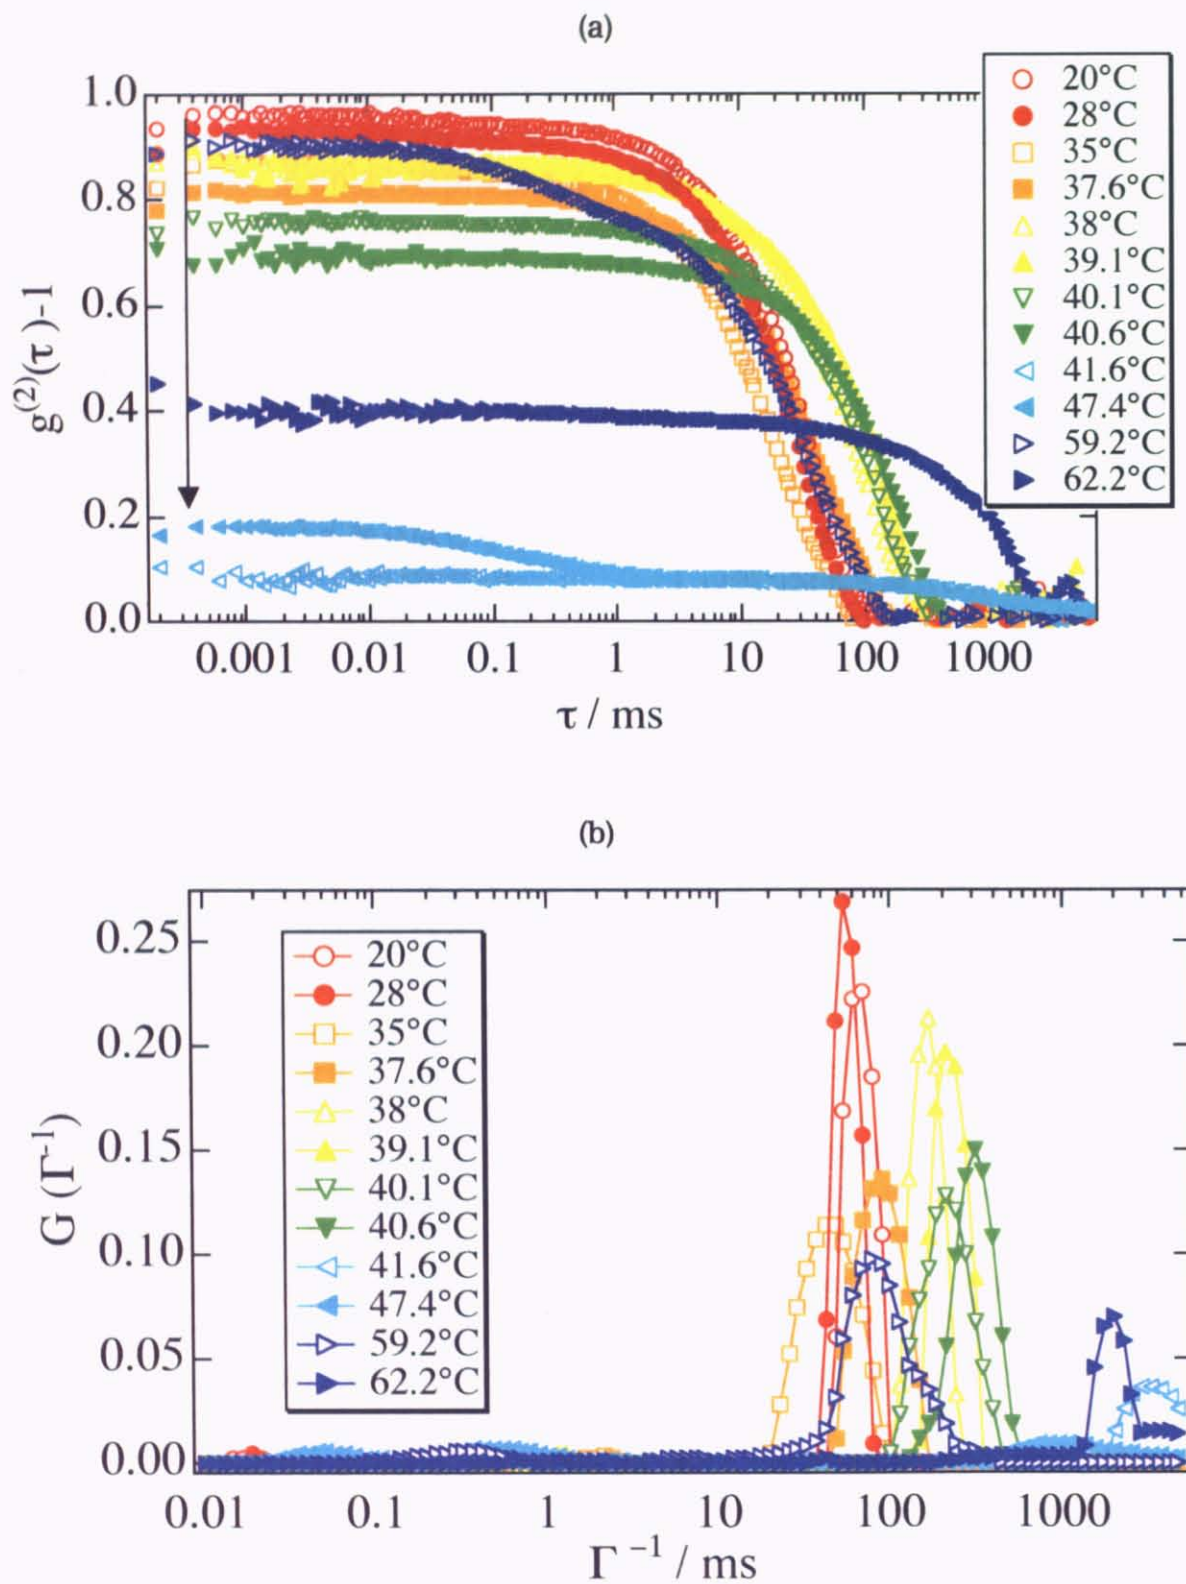 (a)
1.0
0.8
0.6
0.4
0.2
0.0
g(2)(τ)-1
0.001 0.01 0.1 1 10 100 1000
τ / ms
20°C
28°C
35°C
37.6°C
38°C
39.1°C
40.1°C
40.6°C
41.6°C
47.4°C
59.2°C
62.2°C
(b)
0.25
0.20
0.15
0.10
0.05
0.00
G (Γ-1)
20°C
28°C
35°C
37.6°C
38°C
39.1°C
40.1°C
40.6°C
41.6°C
47.4°C
59.2°C
62.2°C
0.01 0.1 1 10 100 1000
Γ -1 / ms